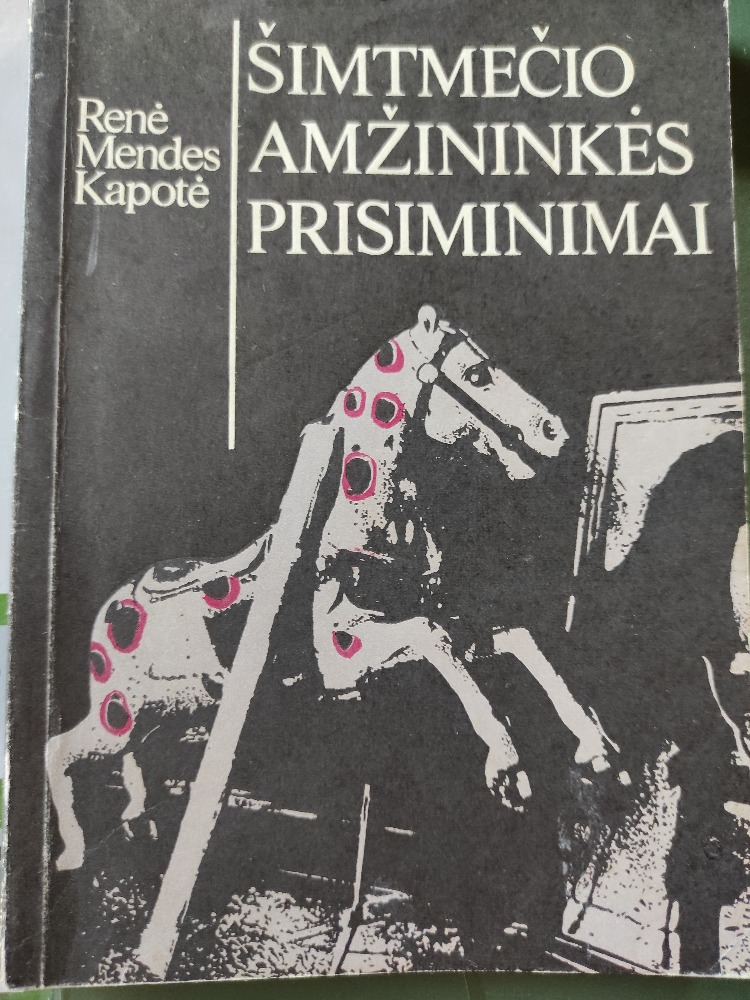 Renė
Mendes
Kapotė
ŠIMTMEČIO
AMŽININKĖS
PRISIMINIMAI